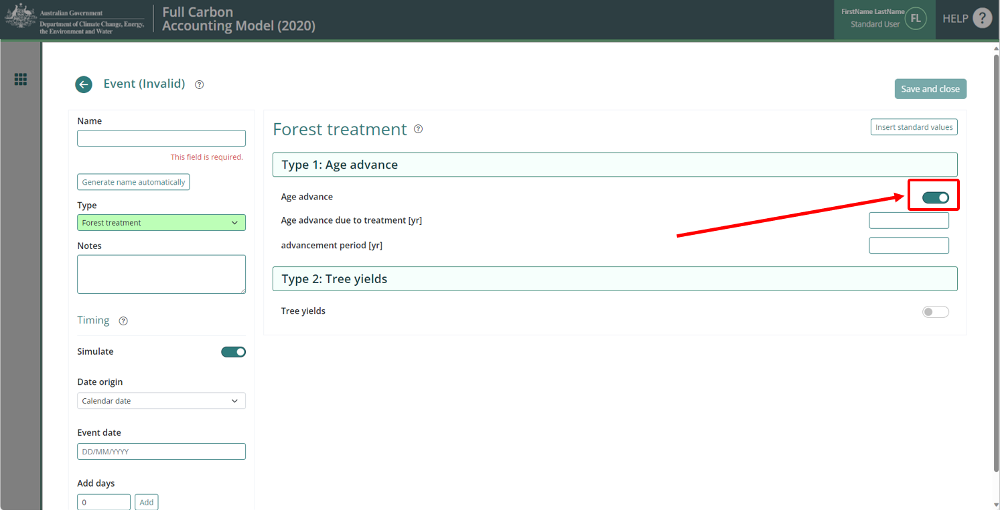 Australian Government
Department of Climate Change, Energy,
the Environment and Water
Full Carbon
Accounting Model (2020)
FirstName LastName
Standard User
FL
HELP ?
Event (Invalid) ?
Save and close
Name
This field is required.
Generate name automatically
Type
Forest treatment
Notes
Timing ?
Simulate
Date origin
Calendar date
Event date
DD/MM/YYYY
Add days
0 Add
Forest treatment ?
Insert standard values
Type 1: Age advance
Age advance
Age advance due to treatment [yr]
advancement period [yr]
Type 2: Tree yields
Tree yields